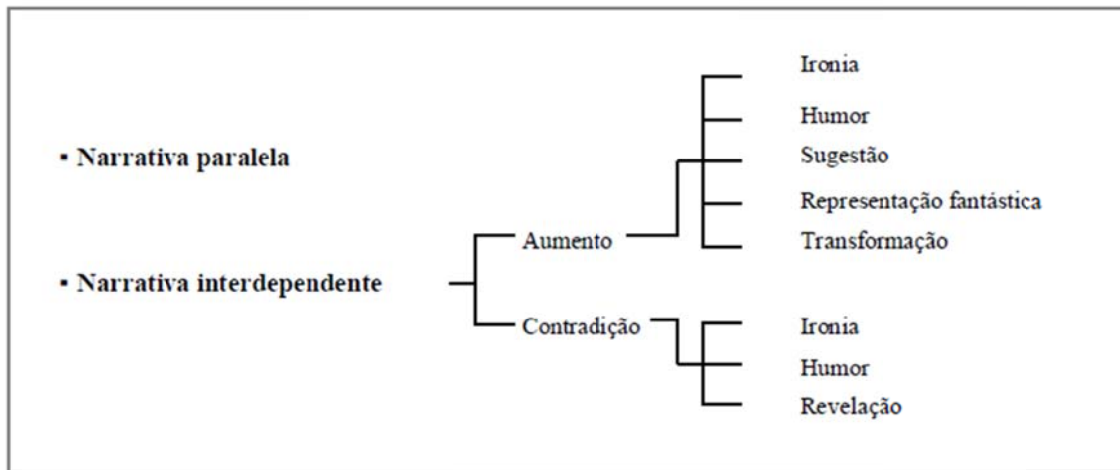 Ironia
Humor
▪ Narrativa paralela
Sugestão
Representação fantástica
Aumento
Transformação
▪ Narrativa interdependente
Contradição
Ironia
Humor
Revelação